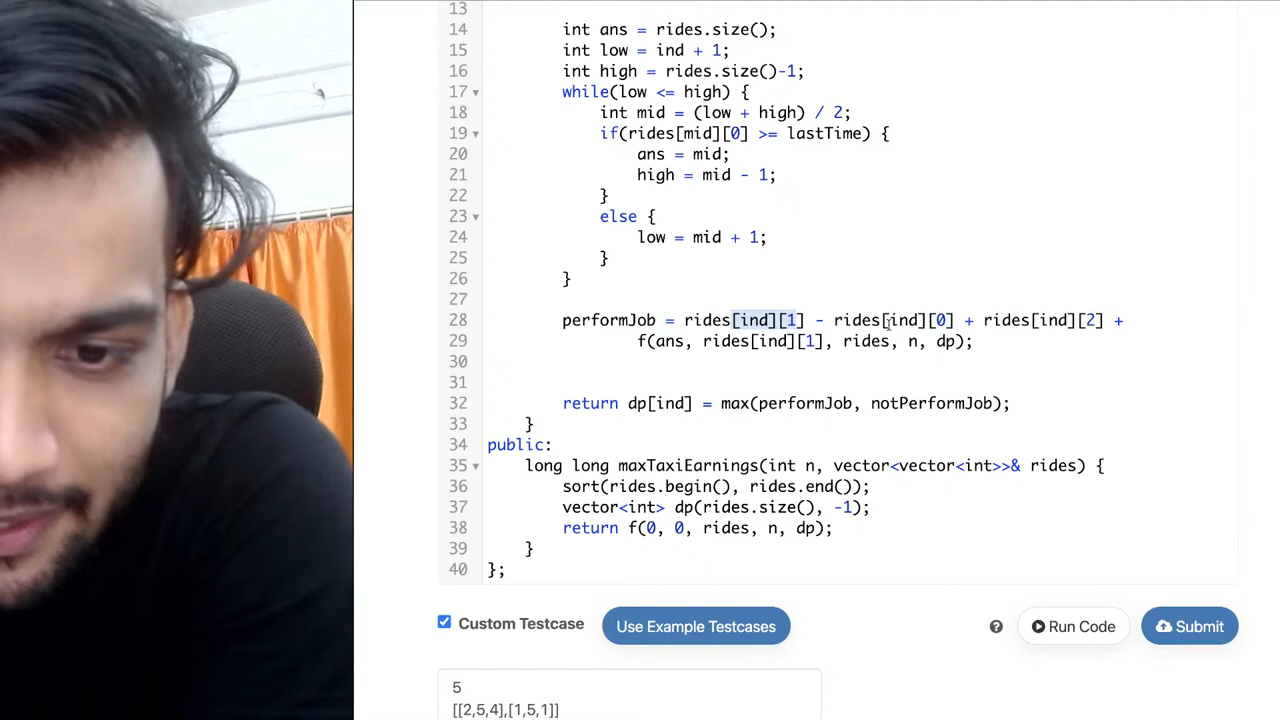 13
14 int ans = rides.size();
15 int low = ind + 1;
16 int high = rides.size()-1;
17 while(low <= high) {
18 int mid = (low + high) / 2;
19 if(rides[mid][0] >= lastTime) {
20 ans = mid;
21 high = mid - 1;
22 }
23 else {
24 low = mid + 1;
25 }
26 }
27
28 performJob = rides[ind][1] - rides[ind][0] + rides[ind][2] +
29 f(ans, rides[ind][1], rides, n, dp);
30
31
32 return dp[ind] = max(performJob, notPerformJob);
33 }
34 public:
35 long long maxTaxiEarnings(int n, vector<vector<int>>& rides) {
36 sort(rides.begin(), rides.end());
37 vector<int> dp(rides.size(), -1);
38 return f(0, 0, rides, n, dp);
39 }
40 };
Custom Testcase Use Example Testcases ? Run Code Submit
5
[[2,5,4],[1,5,1]]